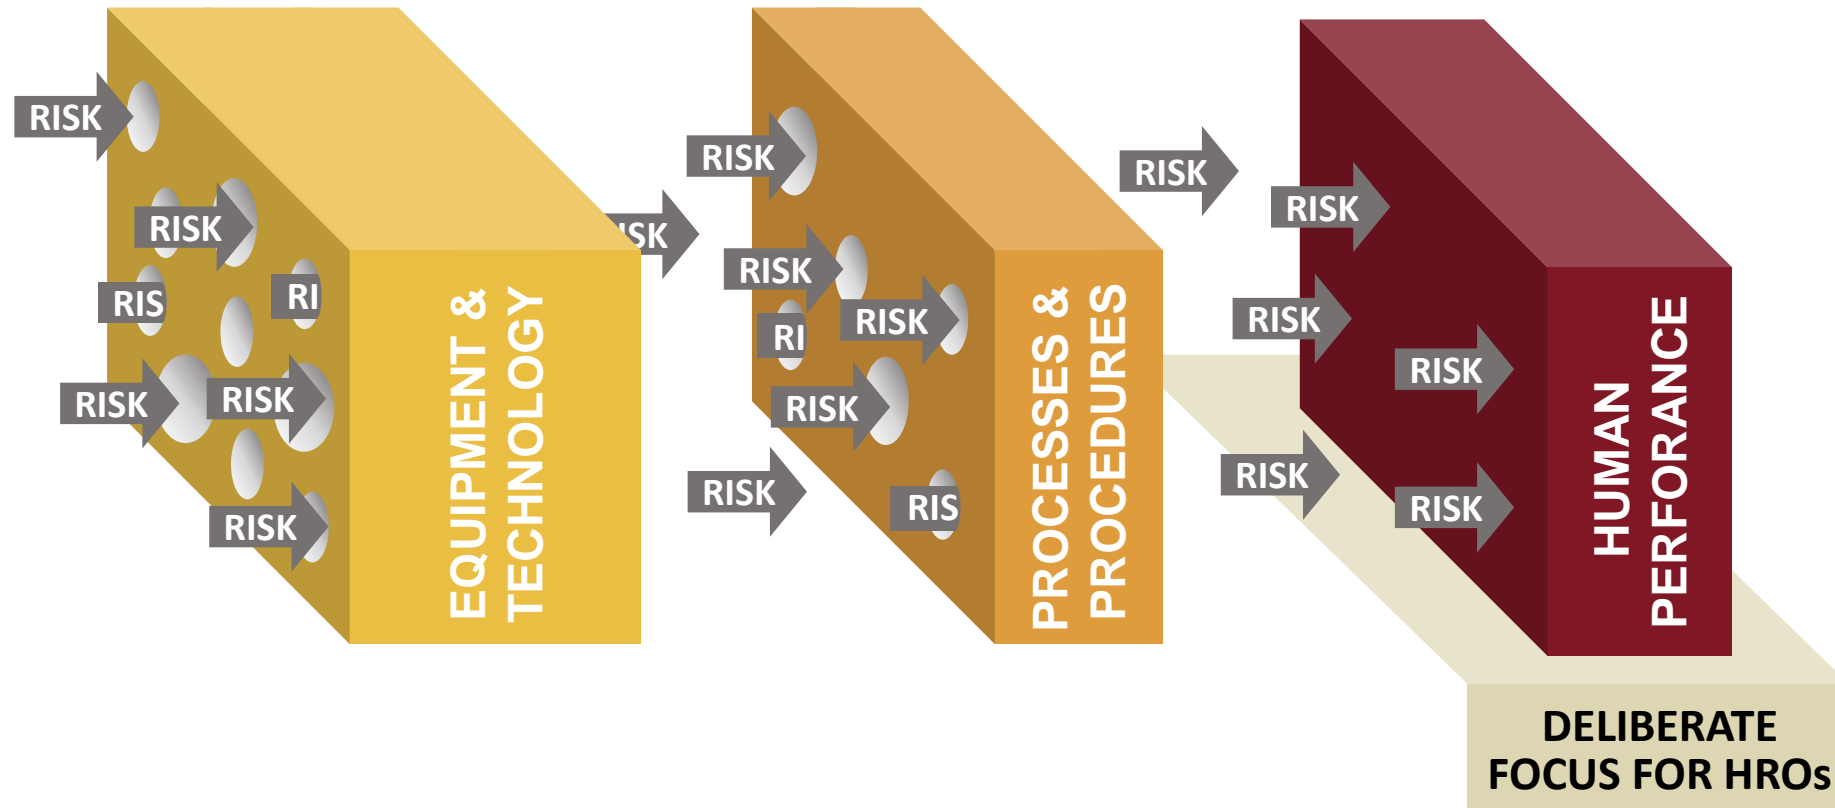 RISK
RISK
RIS
RI
RISK
RISK
RISK
EQUIPMENT &
TECHNOLOGY
ISK
RISK
RISK
RISK
RI
RISK
RISK
RIS
PROCESSES &
PROCEDURES
RISK
RISK
RISK
RISK
RISK
RISK
HUMAN
PERFORANCE
DELIBERATE
FOCUS FOR HROs